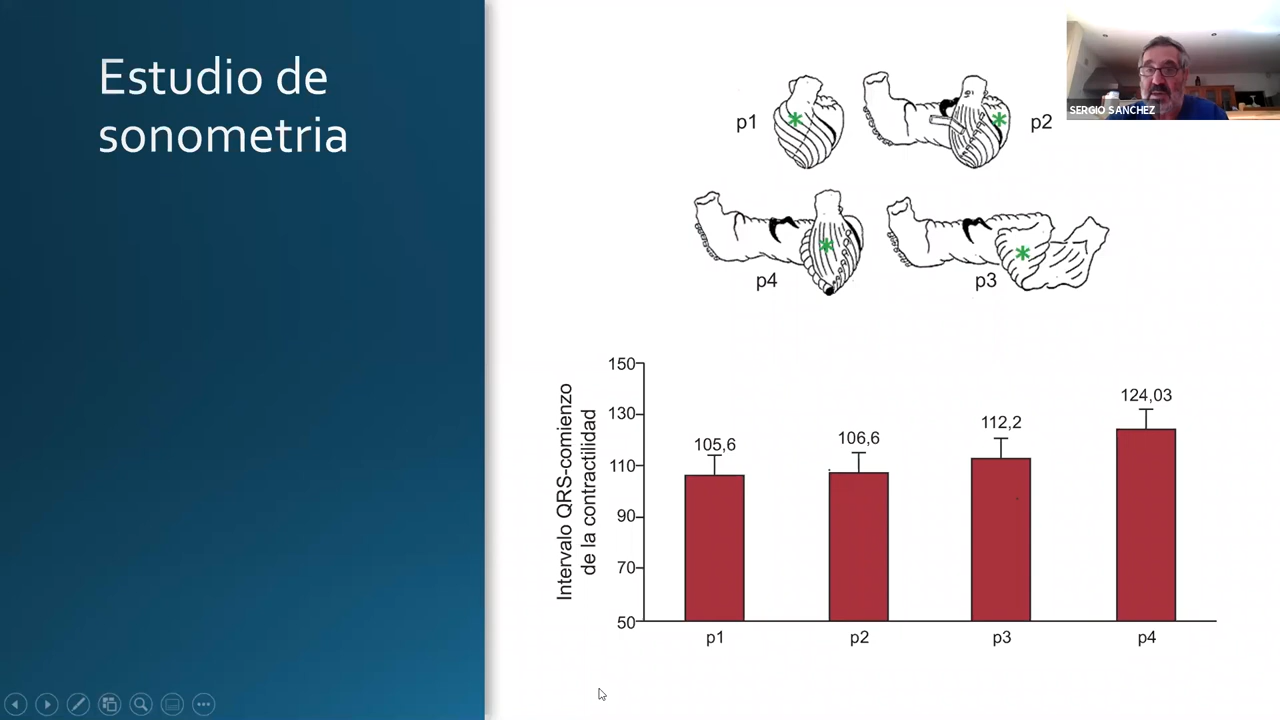 Estudio de
sonometria
SERGIO SANCHEZ
p1
p2
p4
p3
Intervalo QRS-comienzo
de la contractilidad
150
130
110
90
70
50
105,6
106,6
112,2
124,03
p1
p2
p3
p4